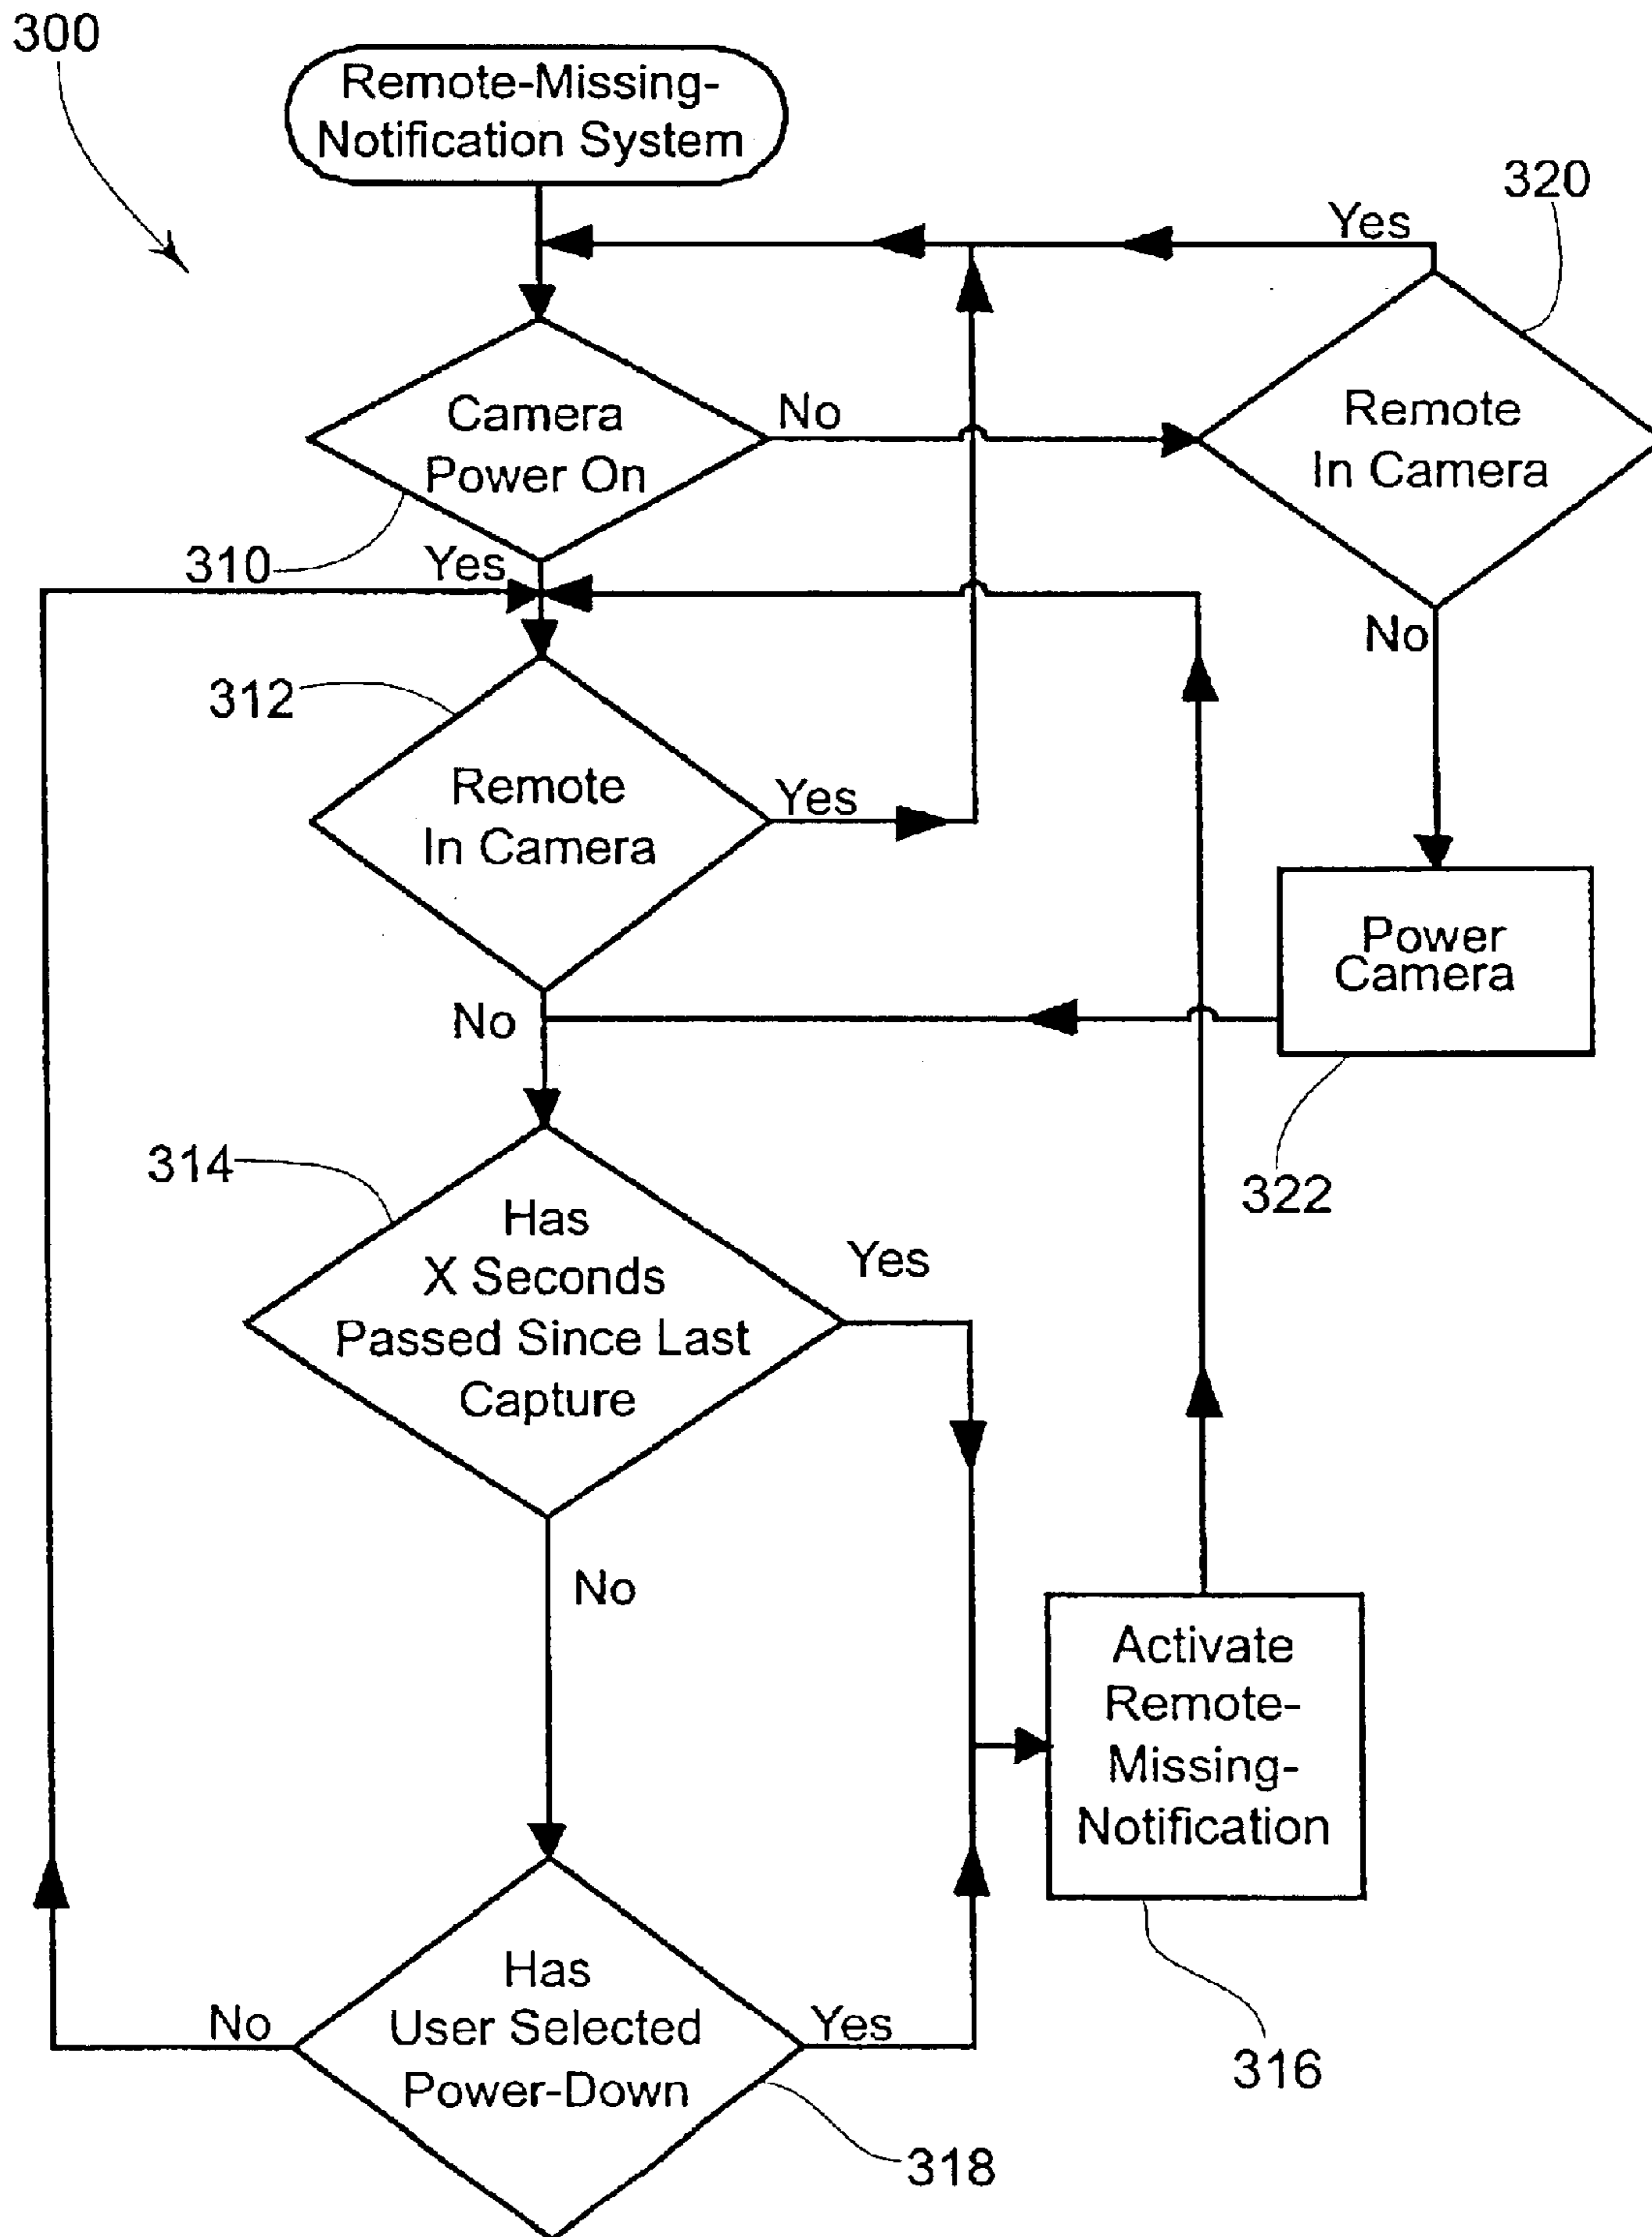 300
Remote-Missing-
Notification System
320
Yes
Camera
Power On
No
Remote
In Camera
310
Yes
No
312
Remote
In Camera
Yes
Power
Camera
No
322
314
Has
X Seconds
Passed Since Last
Capture
Yes
No
Activate
Remote-
Missing-
Notification
316
Has
User Selected
Power-Down
No
Yes
318